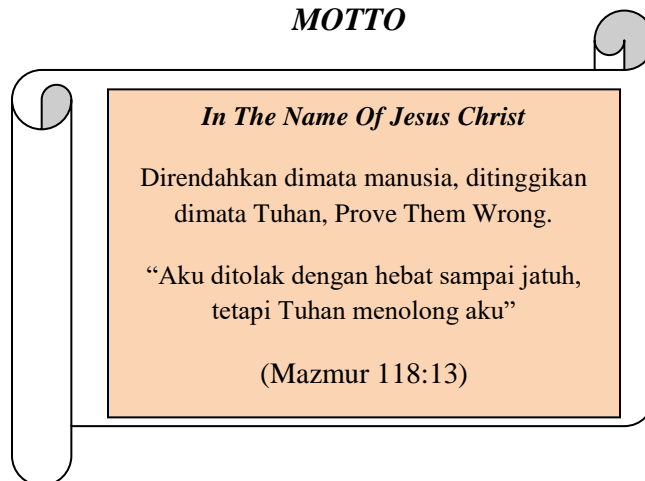 MOTTO
In The Name Of Jesus Christ
Direndahkan dimata manusia, ditinggikan
dimata Tuhan, Prove Them Wrong.
“Aku ditolak dengan hebat sampai jatuh,
tetapi Tuhan menolong aku”
(Mazmur 118:13)